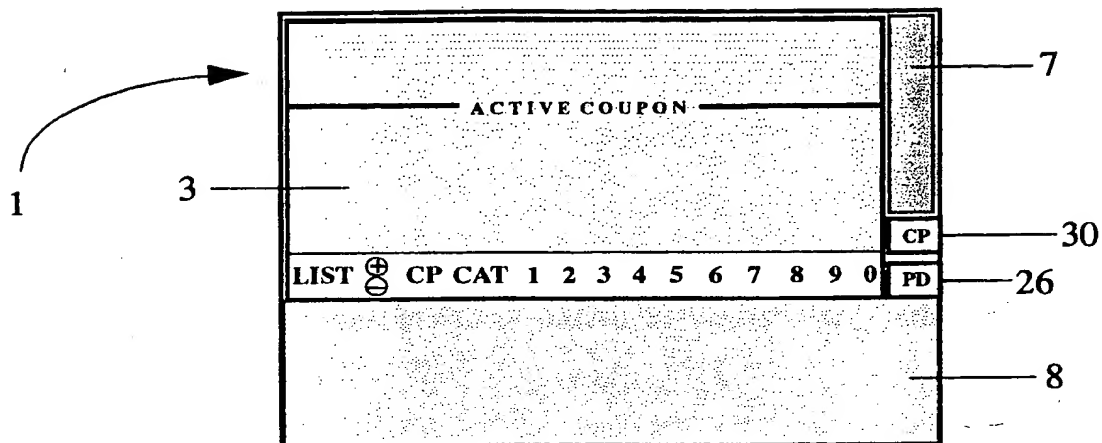 7
ACTIVE COUPON
1
3
CP
30
LIST ⊕ ⊖ CP CAT 1 2 3 4 5 6 7 8 9 0
PD
26
8